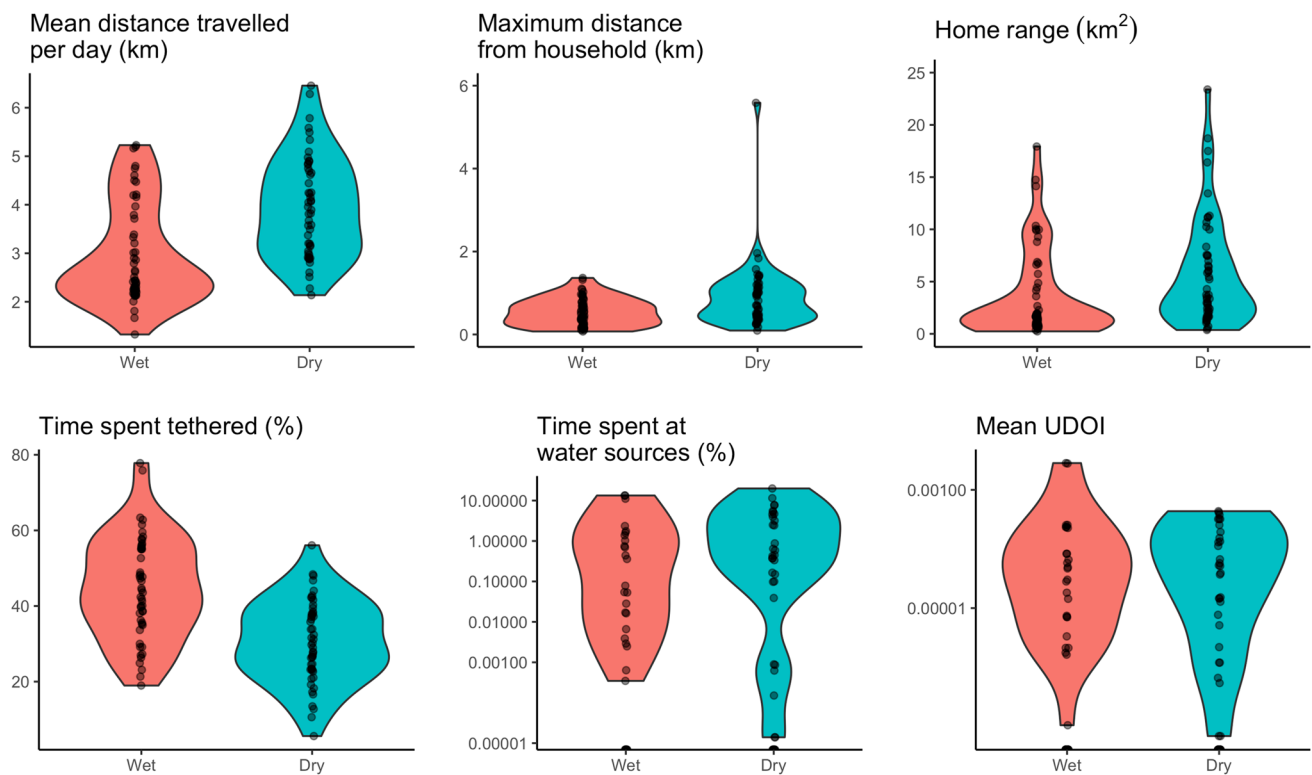 Mean distance travelled
per day (km)
6
5
4
3
2
Wet Dry
Maximum distance
from household (km)
6
4
2
0
Wet Dry
Home range (km²)
25
20
15
10
5
0
Wet Dry
Time spent tethered (%)
80
60
40
20
Wet Dry
Time spent at
water sources (%)
10.00000
1.00000
0.10000
0.01000
0.00100
0.00001
Wet Dry
Mean UDOI
0.00100
0.00001
Wet Dry